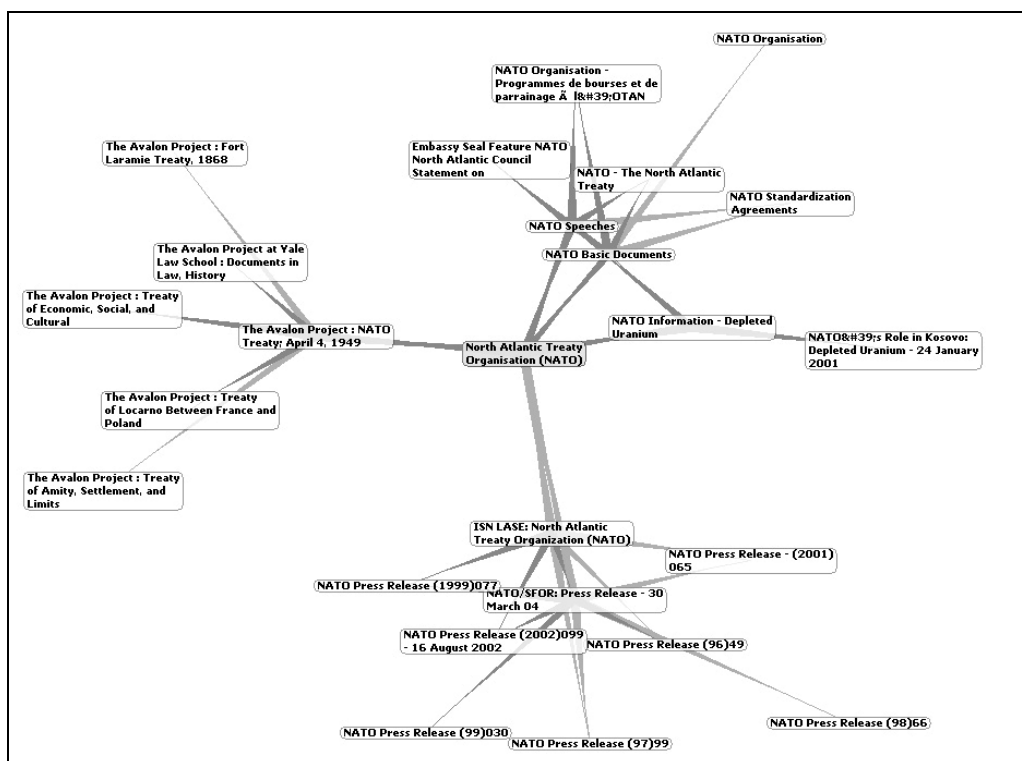 NATO Organisation
NATO Organisation -
Programmes de bourses et de
parrainage Ä l&#39;OTAN
The Avalon Project : Fort
Laramie Treaty, 1868
Embassy Seal Feature NATO
North Atlantic Council
Statement on
NATO - The North Atlantic
Treaty
NATO Standardization
Agreements
NATO Speeches
NATO Basic Documents
The Avalon Project at Yale
Law School : Documents in
Law, History
The Avalon Project : Treaty
of Economic, Social, and
Cultural
The Avalon Project : NATO
Treaty; April 4, 1949
North Atlantic Treaty
Organisation (NATO)
NATO Information - Depleted
Uranium
NATO&#39;s Role in Kosovo:
Depleted Uranium - 24 January
2001
The Avalon Project : Treaty
of Locarno Between France and
Poland
The Avalon Project : Treaty
of Amity, Settlement, and
Limits
ISN LASE: North Atlantic
Treaty Organization (NATO)
NATO Press Release - (2001)
065
NATO Press Release (1999)077
NATO/SFOR: Press Release - 30
March 04
NATO Press Release (2002)099
- 16 August 2002
NATO Press Release (96)49
NATO Press Release (98)66
NATO Press Release (99)030
NATO Press Release (97)99